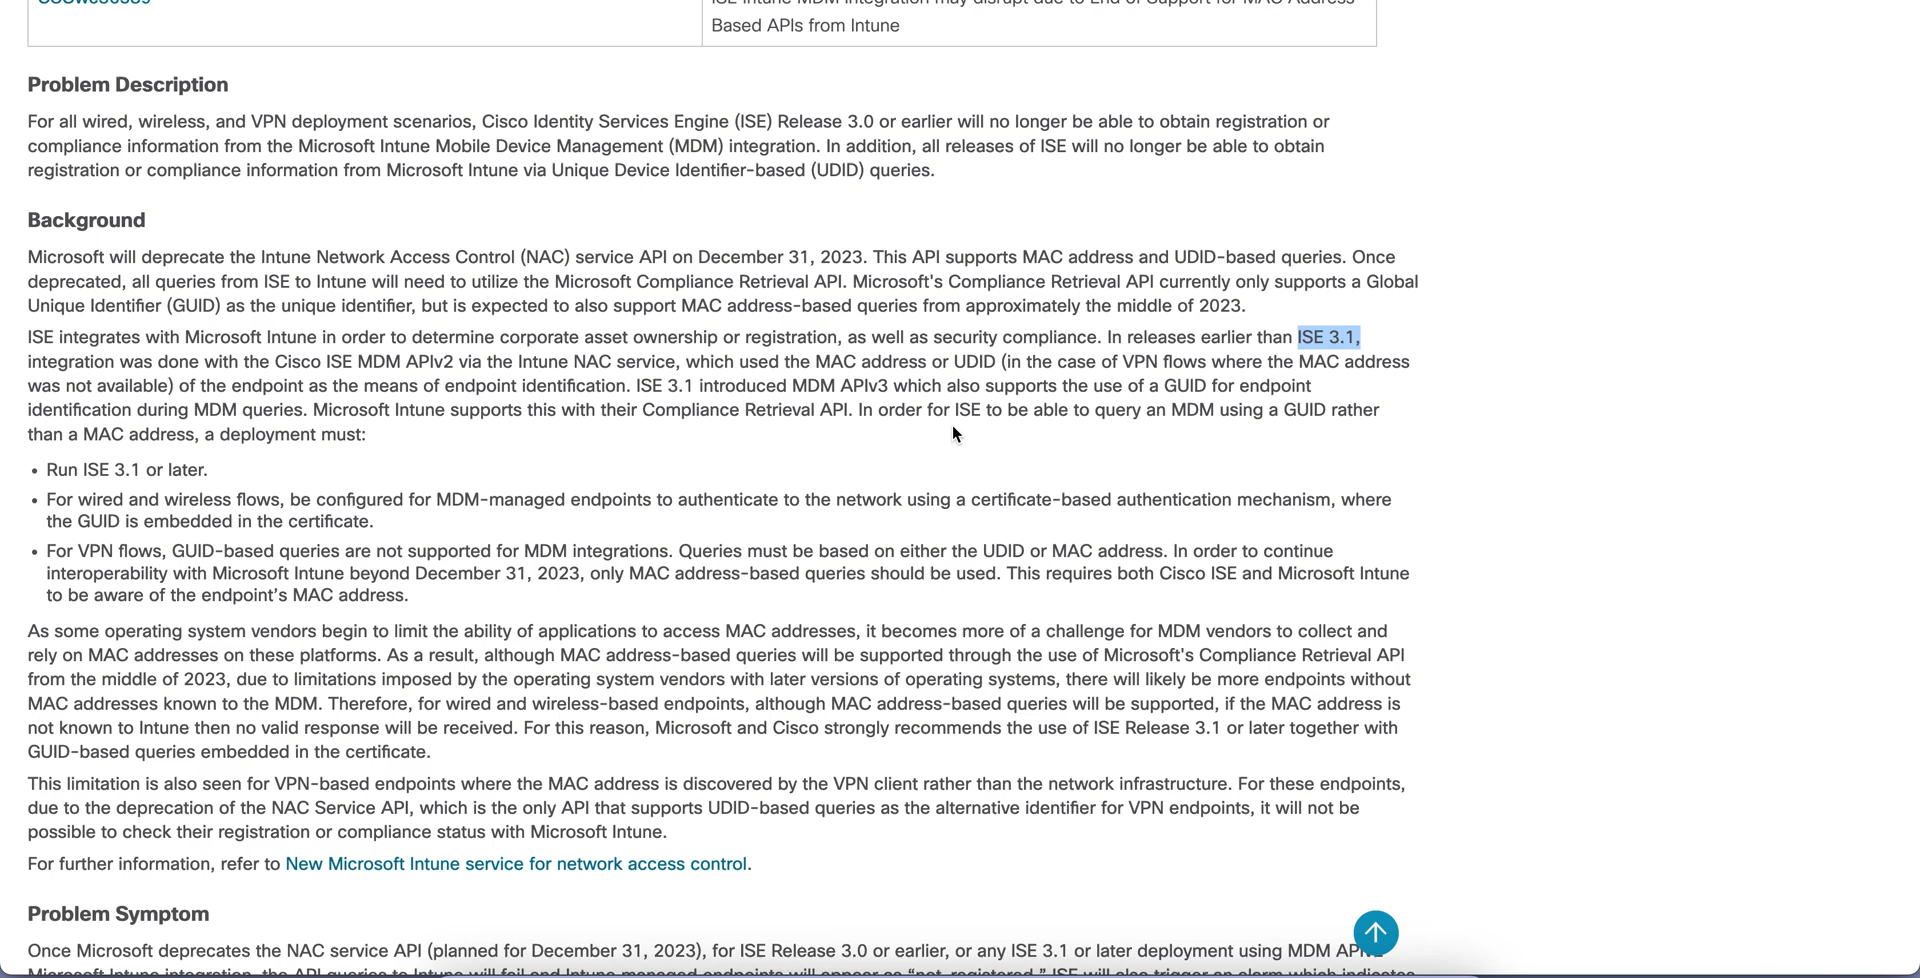 Based APIs from Intune
Problem Description
For all wired, wireless, and VPN deployment scenarios, Cisco Identity Services Engine (ISE) Release 3.0 or earlier will no longer be able to obtain registration or
compliance information from the Microsoft Intune Mobile Device Management (MDM) integration. In addition, all releases of ISE will no longer be able to obtain
registration or compliance information from Microsoft Intune via Unique Device Identifier-based (UDID) queries.
Background
Microsoft will deprecate the Intune Network Access Control (NAC) service API on December 31, 2023. This API supports MAC address and UDID-based queries. Once
deprecated, all queries from ISE to Intune will need to utilize the Microsoft Compliance Retrieval API. Microsoft's Compliance Retrieval API currently only supports a Global
Unique Identifier (GUID) as the unique identifier, but is expected to also support MAC address-based queries from approximately the middle of 2023.
ISE integrates with Microsoft Intune in order to determine corporate asset ownership or registration, as well as security compliance. In releases earlier than ISE 3.1,
integration was done with the Cisco ISE MDM APIv2 via the Intune NAC service, which used the MAC address or UDID (in the case of VPN flows where the MAC address
was not available) of the endpoint as the means of endpoint identification. ISE 3.1 introduced MDM APIv3 which also supports the use of a GUID for endpoint
identification during MDM queries. Microsoft Intune supports this with their Compliance Retrieval API. In order for ISE to be able to query an MDM using a GUID rather
than a MAC address, a deployment must:
• Run ISE 3.1 or later.
• For wired and wireless flows, be configured for MDM-managed endpoints to authenticate to the network using a certificate-based authentication mechanism, where
the GUID is embedded in the certificate.
• For VPN flows, GUID-based queries are not supported for MDM integrations. Queries must be based on either the UDID or MAC address. In order to continue
interoperability with Microsoft Intune beyond December 31, 2023, only MAC address-based queries should be used. This requires both Cisco ISE and Microsoft Intune
to be aware of the endpoint's MAC address.
As some operating system vendors begin to limit the ability of applications to access MAC addresses, it becomes more of a challenge for MDM vendors to collect and
rely on MAC addresses on these platforms. As a result, although MAC address-based queries will be supported through the use of Microsoft's Compliance Retrieval API
from the middle of 2023, due to limitations imposed by the operating system vendors with later versions of operating systems, there will likely be more endpoints without
MAC addresses known to the MDM. Therefore, for wired and wireless-based endpoints, although MAC address-based queries will be supported, if the MAC address is
not known to Intune then no valid response will be received. For this reason, Microsoft and Cisco strongly recommends the use of ISE Release 3.1 or later together with
GUID-based queries embedded in the certificate.
This limitation is also seen for VPN-based endpoints where the MAC address is discovered by the VPN client rather than the network infrastructure. For these endpoints,
due to the deprecation of the NAC Service API, which is the only API that supports UDID-based queries as the alternative identifier for VPN endpoints, it will not be
possible to check their registration or compliance status with Microsoft Intune.
For further information, refer to New Microsoft Intune service for network access control.
Problem Symptom
Once Microsoft deprecates the NAC service API (planned for December 31, 2023), for ISE Release 3.0 or earlier, or any ISE 3.1 or later deployment using MDM